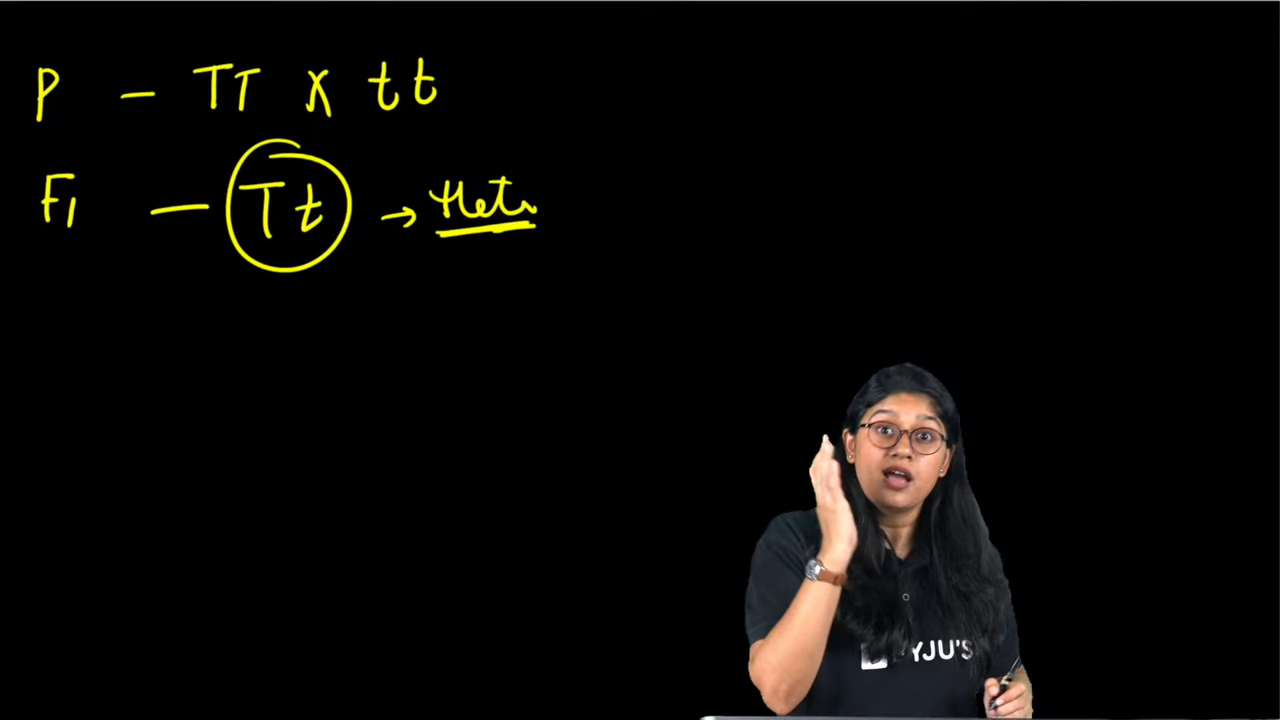 P - TT X tt
F1 - Tt → Hetr
BYJU'S